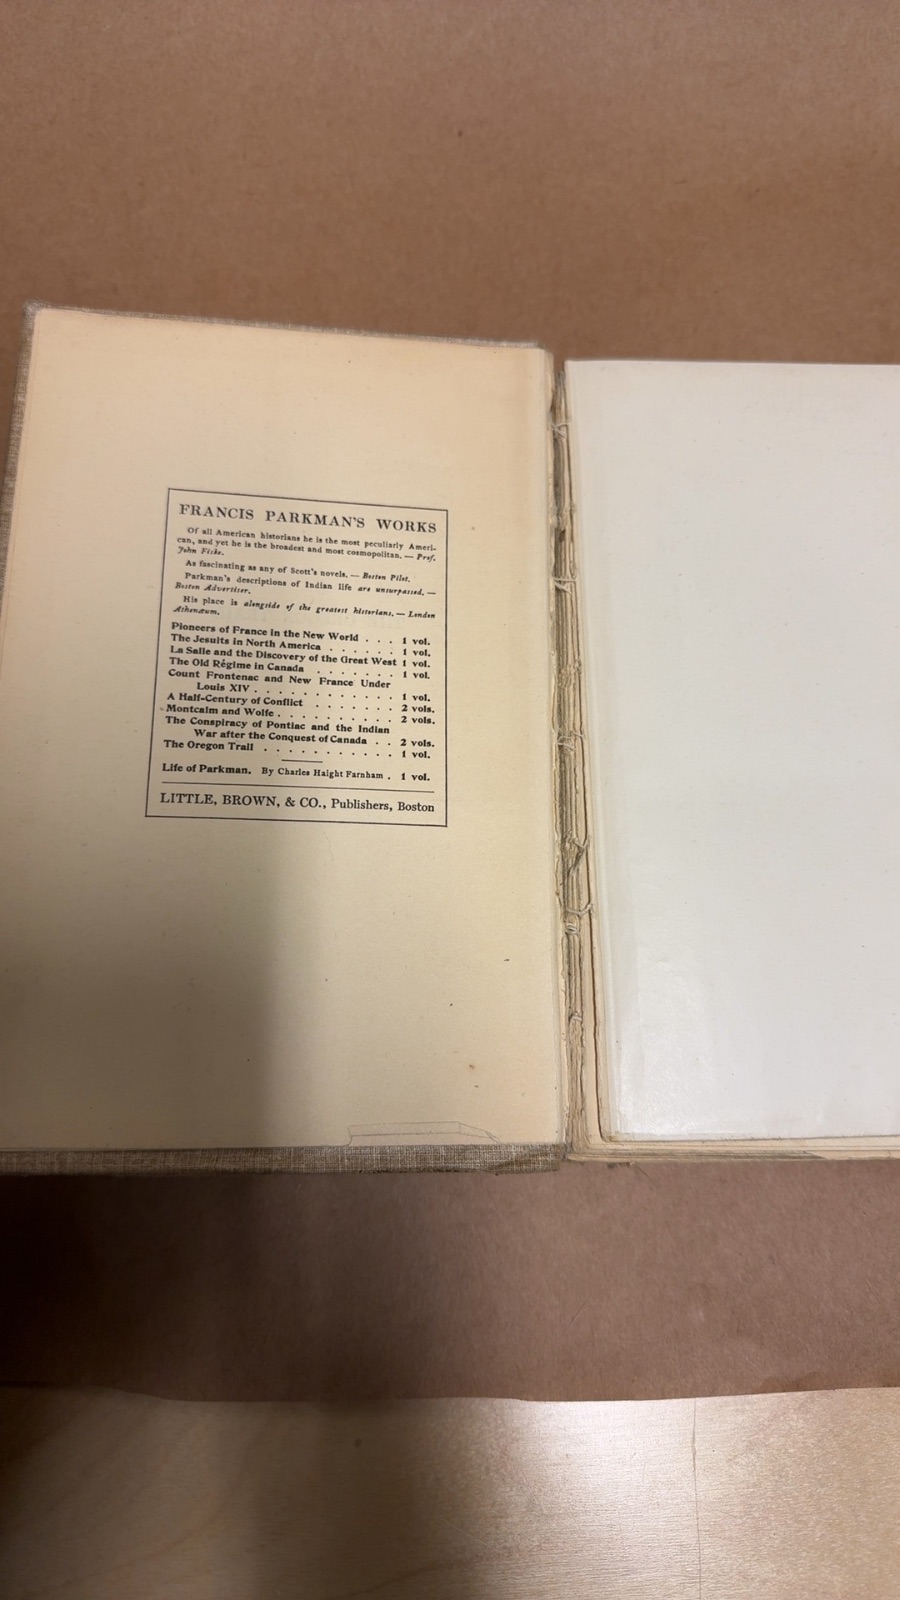 FRANCIS PARKMAN'S WORKS
Of all American historians he is the most peculiarly Ameri-
can, and yet he is the broadest and most cosmopolitan. — Prof.
John Fiske.
As fascinating as any of Scott's novels. — Boston Pilot.
Parkman's descriptions of Indian life are unsurpassed. —
Boston Advertiser.
His place is alongside of the greatest historians. — London
Athenæum.
Pioneers of France in the New World . . . 1 vol.
The Jesuits in North America . . . . . . 1 vol.
La Salle and the Discovery of the Great West 1 vol.
The Old Régime in Canada . . . . . . . 1 vol.
Count Frontenac and New France Under
Louis XIV . . . . . . . . . . . 1 vol.
A Half-Century of Conflict . . . . . . . 2 vols.
Montcalm and Wolfe . . . . . . . . . . 2 vols.
The Conspiracy of Pontiac and the Indian
War after the Conquest of Canada . . 2 vols.
The Oregon Trail . . . . . . . . . . . 1 vol.
Life of Parkman. By Charles Haight Farnham . 1 vol.
LITTLE, BROWN, & CO., Publishers, Boston